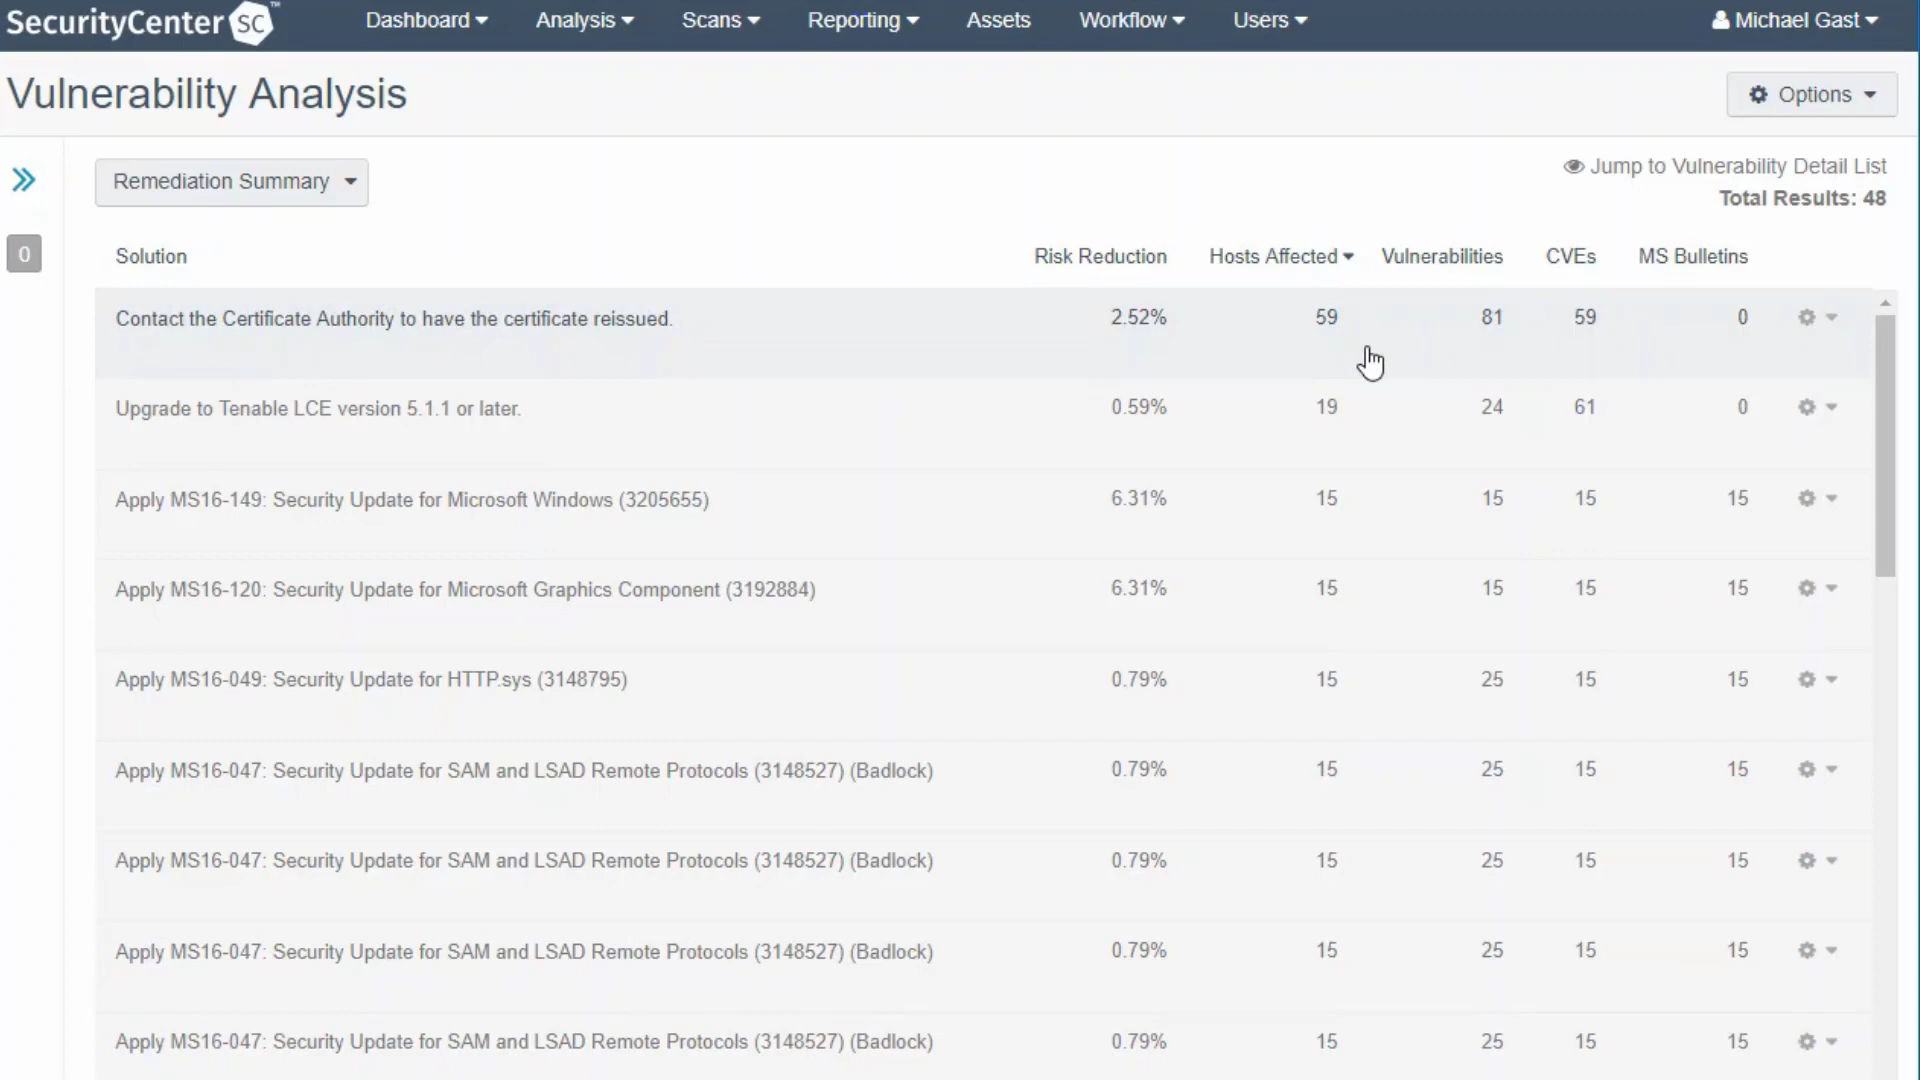 SecurityCenter SC™ Dashboard Analysis Scans Reporting Assets Workflow Users Michael Gast
Vulnerability Analysis Options
Remediation Summary Jump to Vulnerability Detail List
Total Results: 48
0
Solution Risk Reduction Hosts Affected Vulnerabilities CVEs MS Bulletins
Contact the Certificate Authority to have the certificate reissued. 2.52% 59 81 59 0
Upgrade to Tenable LCE version 5.1.1 or later. 0.59% 19 24 61 0
Apply MS16-149: Security Update for Microsoft Windows (3205655) 6.31% 15 15 15 15
Apply MS16-120: Security Update for Microsoft Graphics Component (3192884) 6.31% 15 15 15 15
Apply MS16-049: Security Update for HTTP.sys (3148795) 0.79% 15 25 15 15
Apply MS16-047: Security Update for SAM and LSAD Remote Protocols (3148527) (Badlock) 0.79% 15 25 15 15
Apply MS16-047: Security Update for SAM and LSAD Remote Protocols (3148527) (Badlock) 0.79% 15 25 15 15
Apply MS16-047: Security Update for SAM and LSAD Remote Protocols (3148527) (Badlock) 0.79% 15 25 15 15
Apply MS16-047: Security Update for SAM and LSAD Remote Protocols (3148527) (Badlock) 0.79% 15 25 15 15